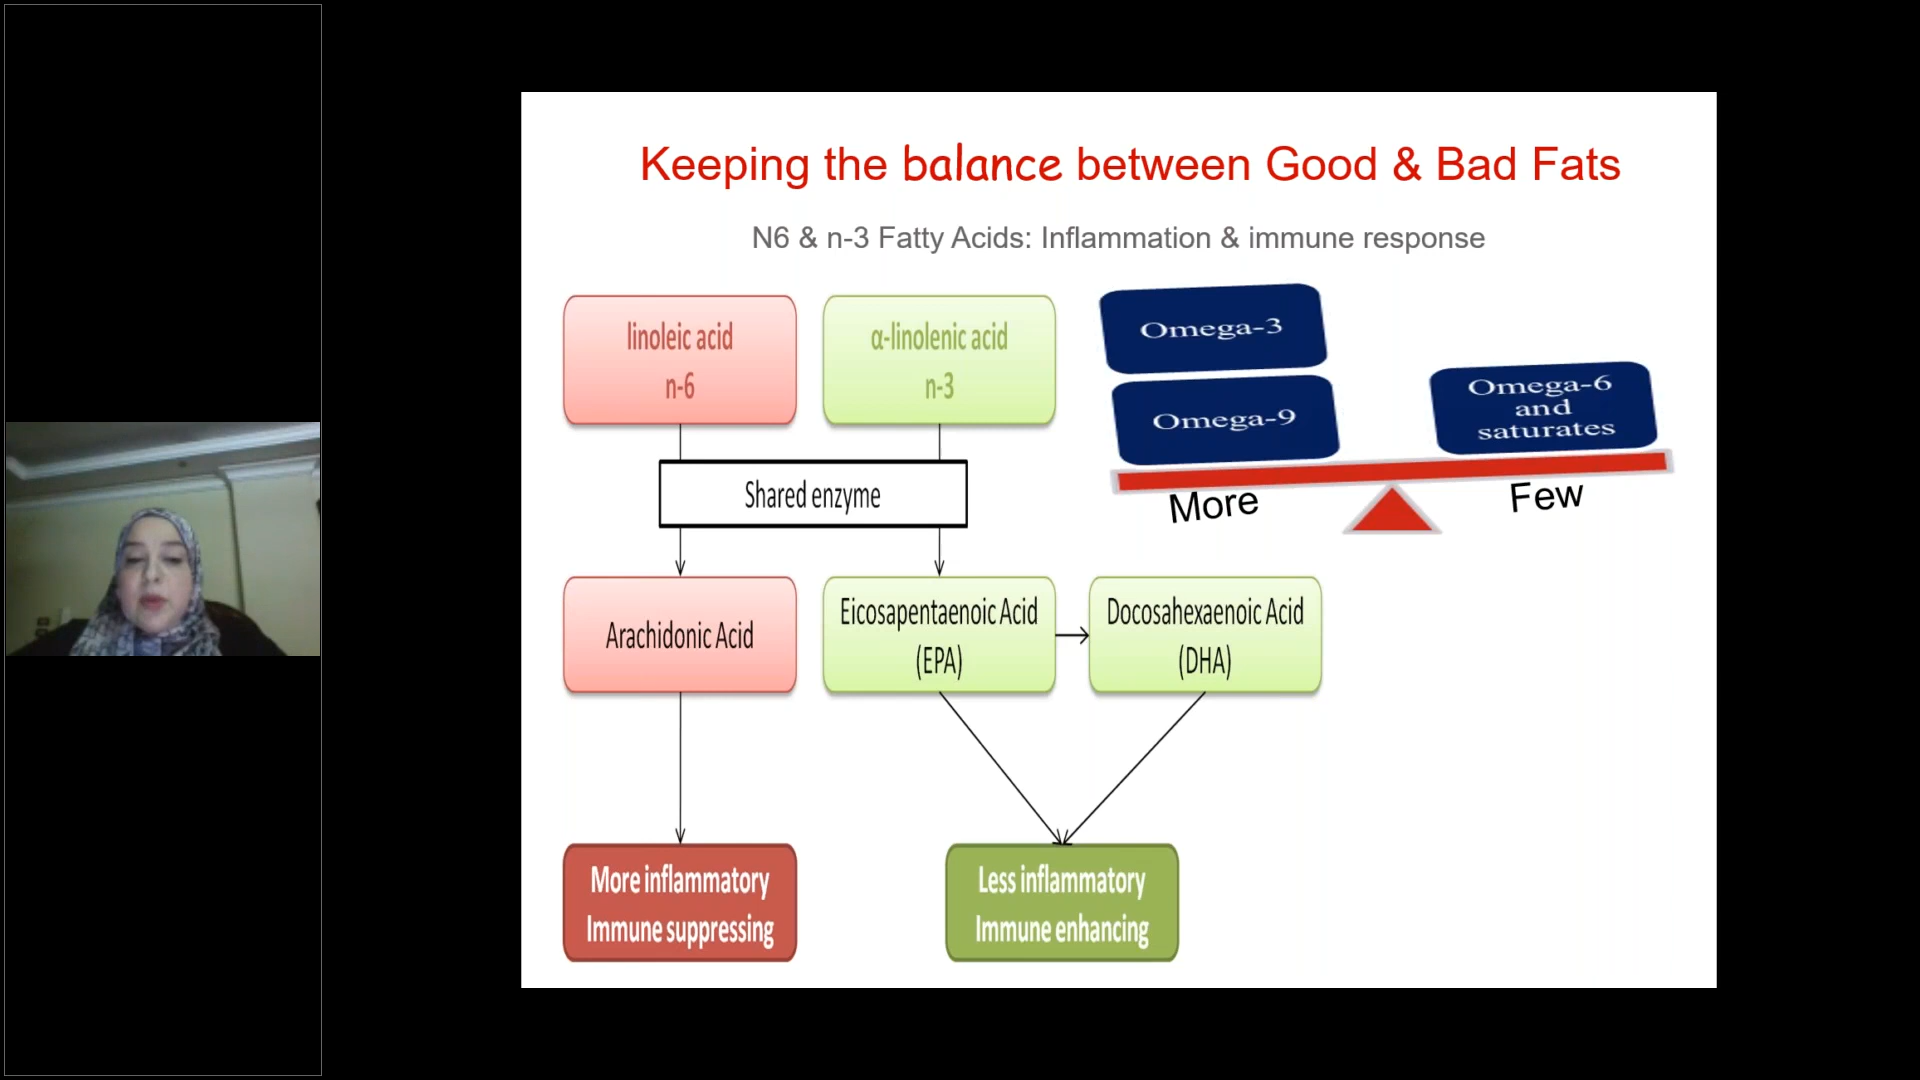 Keeping the balance between Good & Bad Fats
N6 & n-3 Fatty Acids: Inflammation & immune response
linoleic acid
n-6
α-linolenic acid
n-3
Omega-3
Omega-9
Omega-6
and
saturates
More
Few
Shared enzyme
Arachidonic Acid
Eicosapentaenoic Acid
(EPA)
Docosahexaenoic Acid
(DHA)
More inflammatory
Immune suppressing
Less inflammatory
Immune enhancing